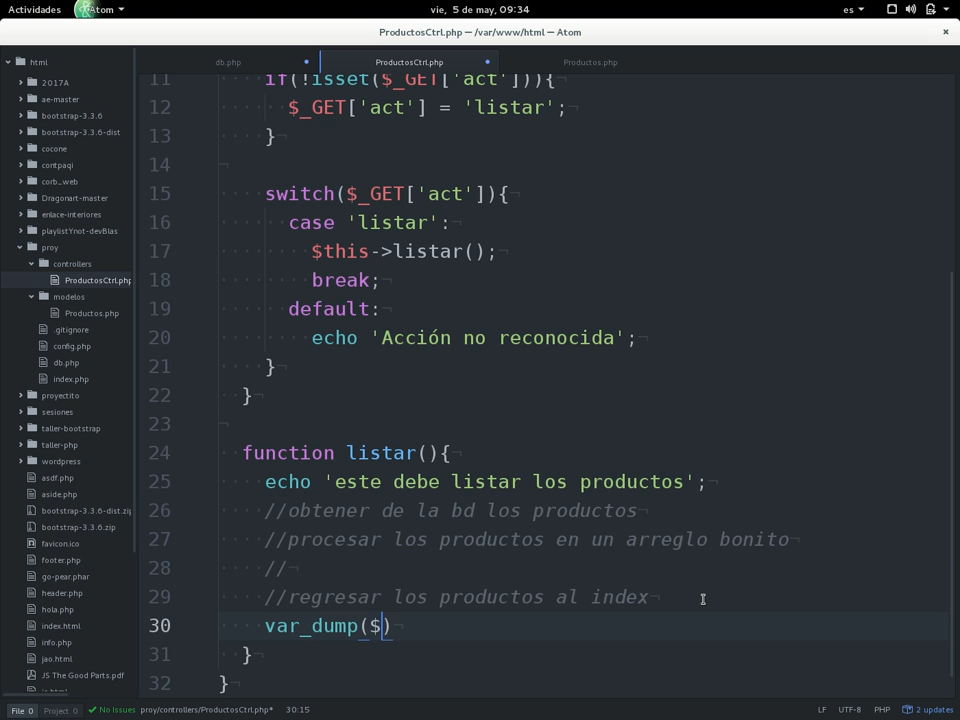 Actividades Atom vie, 5 de may, 09:34 es
ProductosCtrl.php — /var/www/html — Atom
html db.php ProductosCtrl.php Productos.php
2017A
ae-master
bootstrap-3.3.6
bootstrap-3.3.6-dist
cocone
contpaqi
corb_web
Dragonart-master
enlace-interiores
playlistYnot-devBlas
proy
controllers
ProductosCtrl.php
modelos
Productos.php
.gitignore
config.php
db.php
index.php
proyectito
sesiones
taller-bootstrap
taller-php
wordpress
asdf.php
aside.php
bootstrap-3.3.6-dist.zip
bootstrap-3.3.6.zip
favicon.ico
footer.php
go-pear.phar
header.php
hola.php
index.html
info.php
jao.html
JS The Good Parts.pdf
11 if(!isset($_GET['act'])){
12 $_GET['act'] = 'listar';
13 }
14
15 switch($_GET['act']){
16 case 'listar':
17 $this->listar();
18 break;
19 default:
20 echo 'Acción no reconocida';
21 }
22 }
23
24 function listar(){
25 echo 'este debe listar los productos';
26 //obtener de la bd los productos
27 //procesar los productos en un arreglo bonito
28 //
29 //regresar los productos al index
30 var_dump($)
31 }
32 }
File 0 Project 0 No Issues proy/controllers/ProductosCtrl.php* 30:15 LF UTF-8 PHP 2 updates